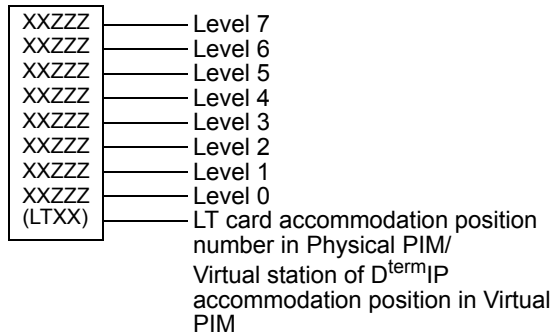 XXZZZ Level 7
XXZZZ Level 6
XXZZZ Level 5
XXZZZ Level 4
XXZZZ Level 3
XXZZZ Level 2
XXZZZ Level 1
XXZZZ Level 0
(LTXX) LT card accommodation position
number in Physical PIM/
Virtual station of DtermIP
accommodation position in Virtual
PIM